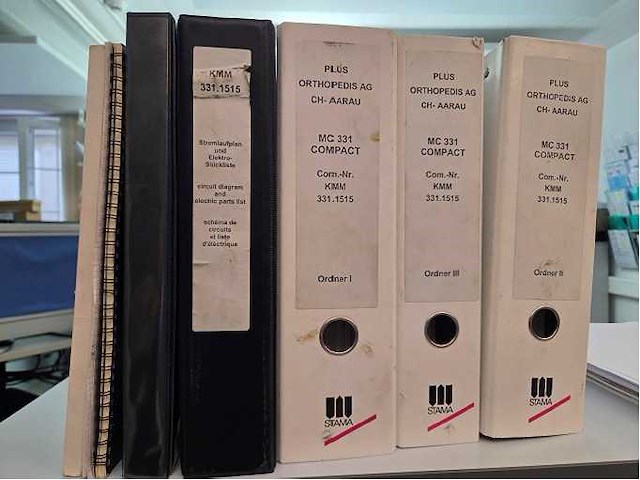 KMM
331.1515
Stromlaufplan
und
Elektro-
Stückliste
circuit diagram
and
electric parts list
schéma de
circuits
et liste
d'électrique
PLUS
ORTHOPEDIS AG
CH- AARAU
MC 331
COMPACT
Com.-Nr.
KMM
331.1515
Ordner I
STAMA
PLUS
ORTHOPEDIS AG
CH- AARAU
MC 331
COMPACT
Com.-Nr.
KMM
331.1515
Ordner III
STAMA
PLUS
ORTHOPEDIS AG
CH- AARAU
MC 331
COMPACT
Com.-Nr.
KMM
331.1515
Ordner II
STAMA